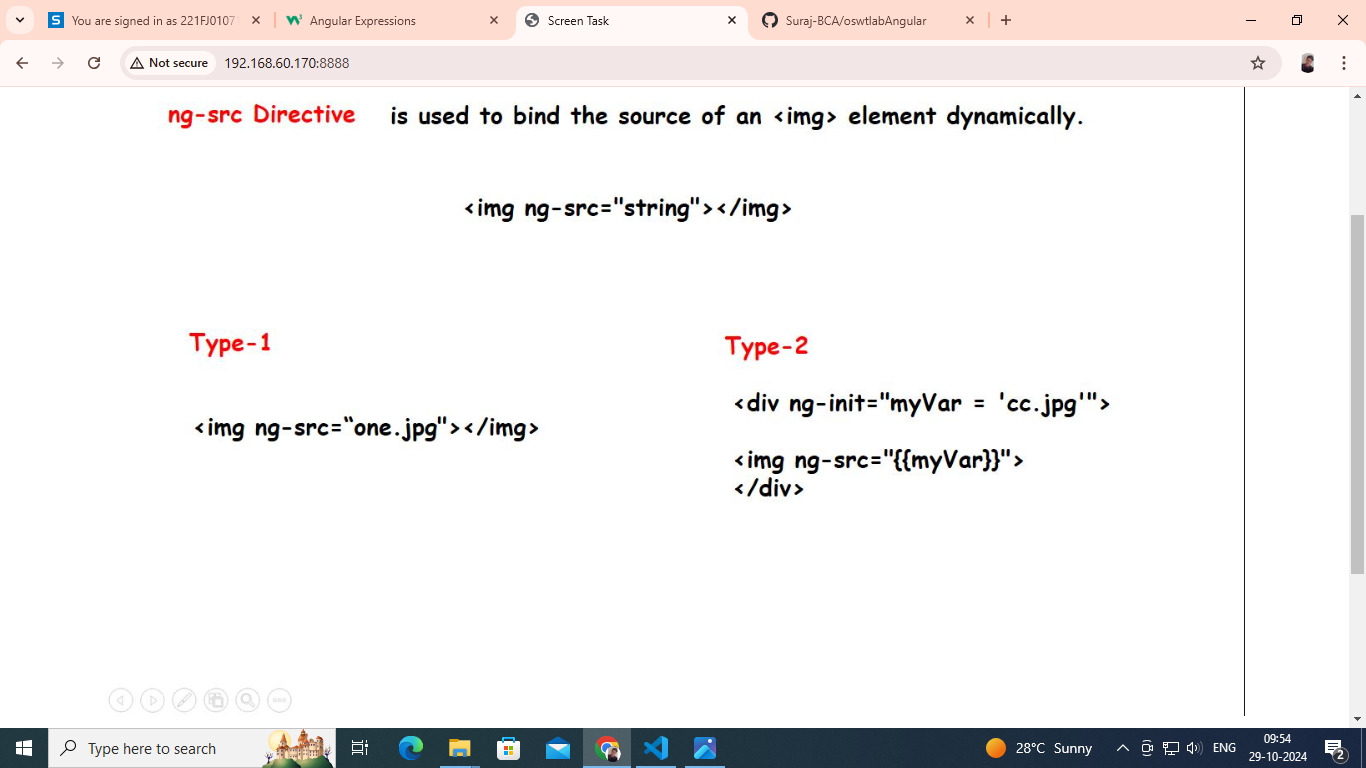 You are signed in as 221FJ0107
Angular Expressions
Screen Task
Suraj-BCA/oswtlabAngular
Not secure
192.168.60.170:8888
ng-src Directive is used to bind the source of an <img> element dynamically.
<img ng-src="string"></img>
Type-1
Type-2
<div ng-init="myVar = 'cc.jpg'">
<img ng-src=“one.jpg"></img>
<img ng-src="{{myVar}}">
</div>
Type here to search
28°C Sunny
ENG
09:54
29-10-2024
2